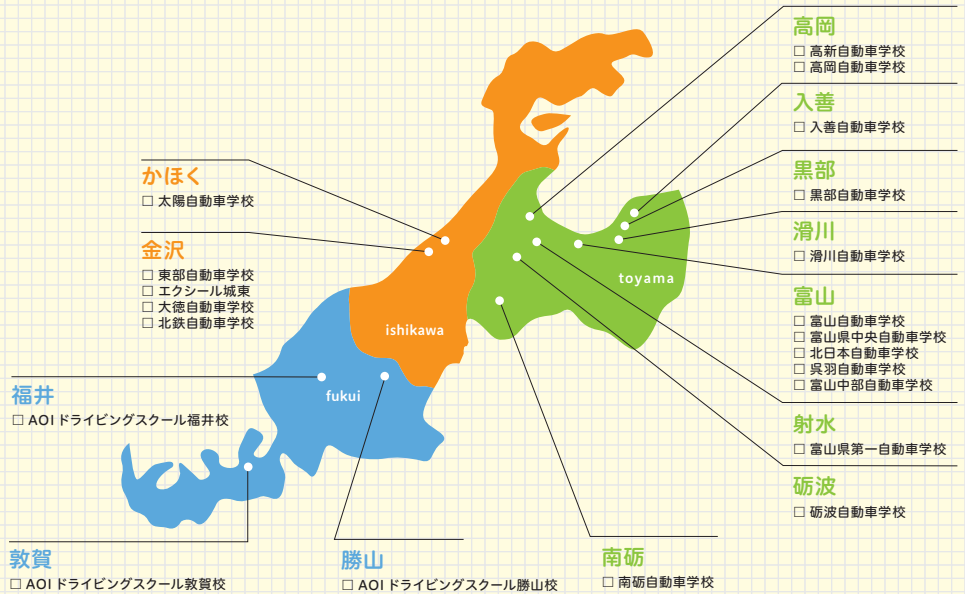 かほく
□ 太陽自動車学校
金沢
□ 東部自動車学校
□ エクシール城東
□ 大徳自動車学校
□ 北鉄自動車学校
福井
□ AOIドライビングスクール福井校
敦賀
□ AOIドライビングスクール敦賀校
勝山
□ AOIドライビングスクール勝山校
ishikawa
fukui
toyama
高岡
□ 高新自動車学校
□ 高岡自動車学校
入善
□ 入善自動車学校
黒部
□ 黒部自動車学校
滑川
□ 滑川自動車学校
富山
□ 富山自動車学校
□ 富山県中央自動車学校
□ 北日本自動車学校
□ 呉羽自動車学校
□ 富山中部自動車学校
射水
□ 富山県第一自動車学校
砺波
□ 砺波自動車学校
南砺
□ 南砺自動車学校